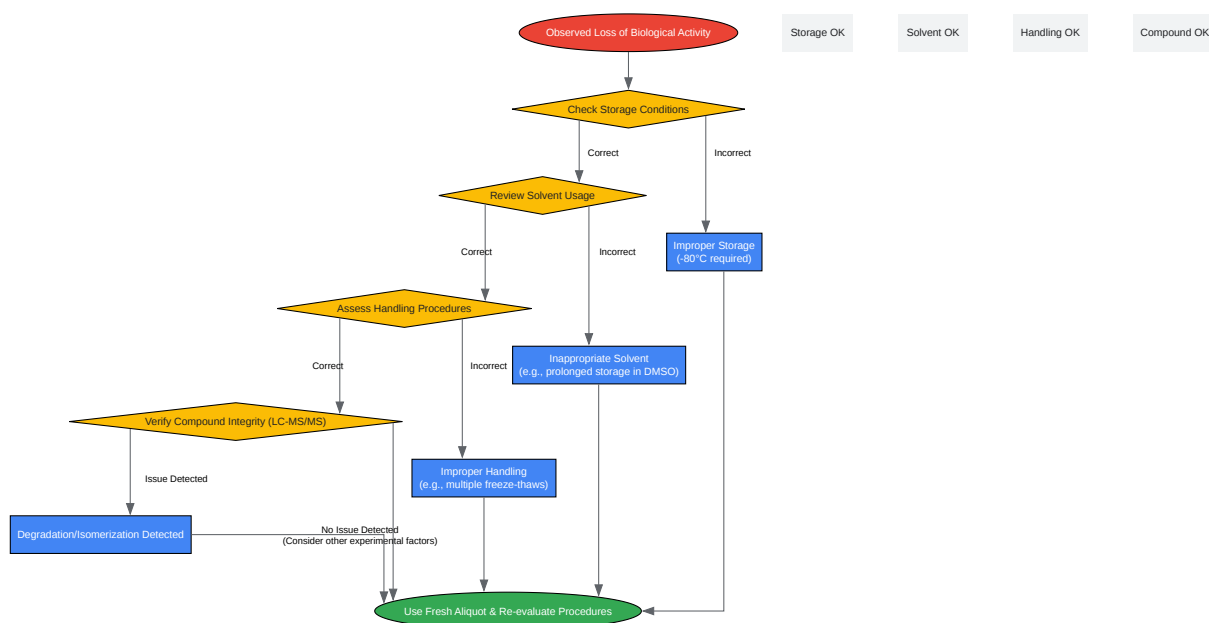 Observed Loss of Biological Activity
Storage OK
Solvent OK
Handling OK
Compound OK
Check Storage Conditions
Correct
Incorrect
Review Solvent Usage
Correct
Incorrect
Improper Storage
(-80°C required)
Assess Handling Procedures
Correct
Incorrect
Inappropriate Solvent
(e.g., prolonged storage in DMSO)
Verify Compound Integrity (LC-MS/MS)
Issue Detected
Improper Handling
(e.g., multiple freeze-thaws)
Degradation/Isomerization Detected
No Issue Detected
(Consider other experimental factors)
Use Fresh Aliquot & Re-evaluate Procedures